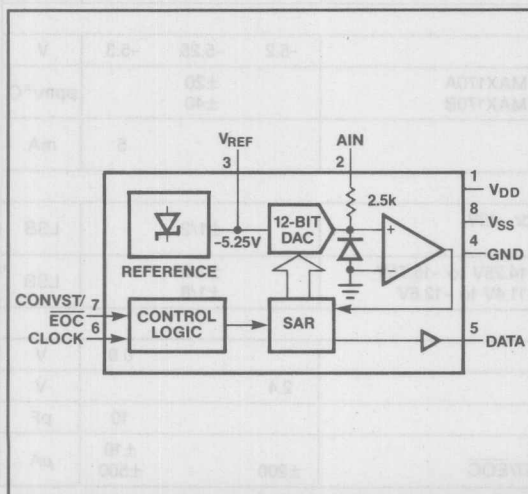 VREF
3
AIN
2
1
VDD
2.5k
8
VSS
4
GND
12-BIT
DAC
–5.25V
+
REFERENCE
CONVST/
EOC
7
CLOCK
6
CONTROL
LOGIC
SAR
5
DATA